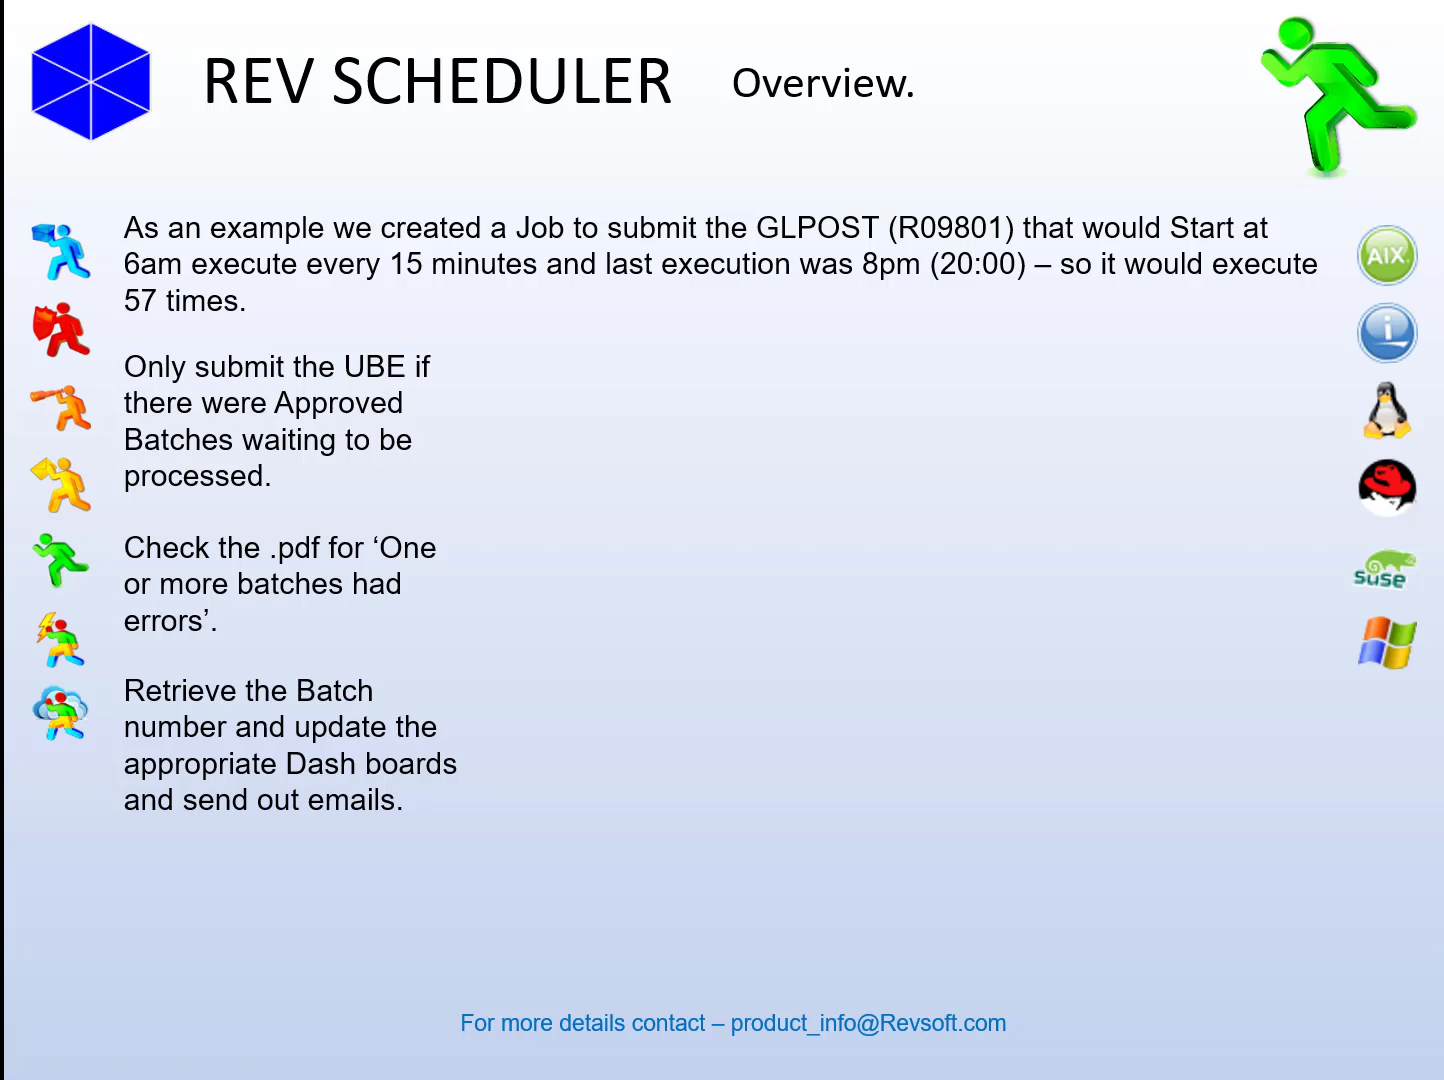 REV SCHEDULER Overview.
As an example we created a Job to submit the GLPOST (R09801) that would Start at
6am execute every 15 minutes and last execution was 8pm (20:00) – so it would execute
57 times.
Only submit the UBE if
there were Approved
Batches waiting to be
processed.
Check the .pdf for ‘One
or more batches had
errors’.
Retrieve the Batch
number and update the
appropriate Dash boards
and send out emails.
AIX
i
SUSE
For more details contact – product_info@Revsoft.com